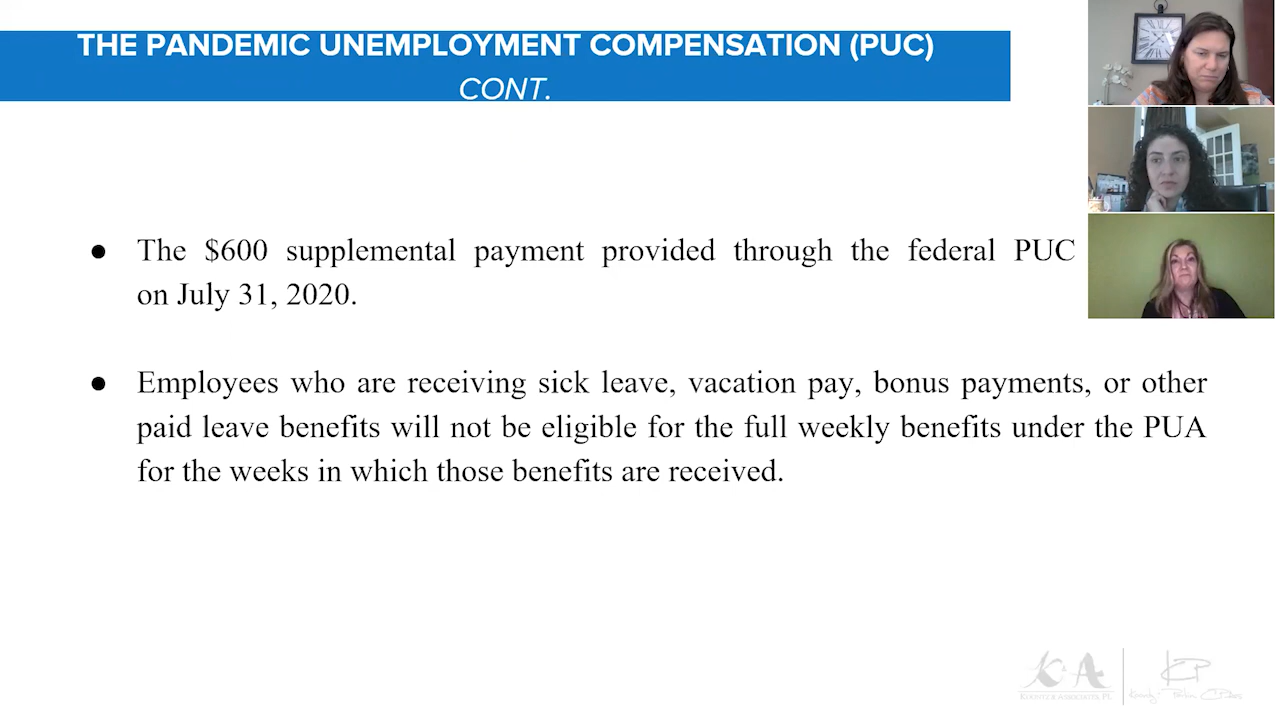 THE PANDEMIC UNEMPLOYMENT COMPENSATION (PUC)
CONT.
● The $600 supplemental payment provided through the federal PUC
on July 31, 2020.
● Employees who are receiving sick leave, vacation pay, bonus payments, or other
paid leave benefits will not be eligible for the full weekly benefits under the PUA
for the weeks in which those benefits are received.